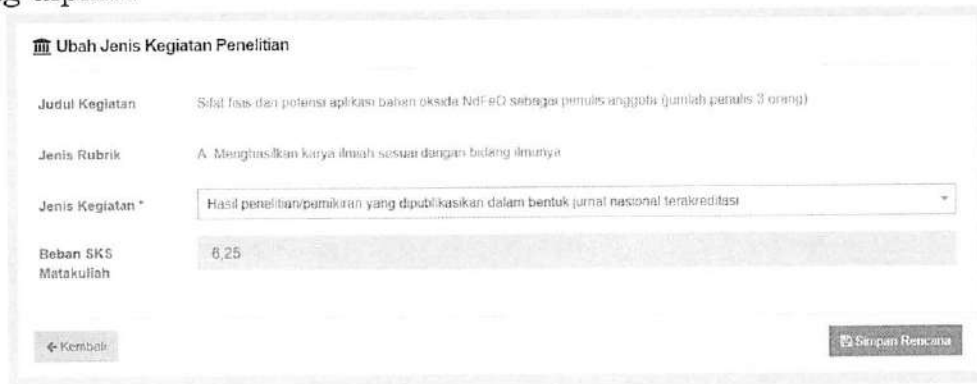 Ubah Jenis Kegiatan Penelitian
Judul Kegiatan Sifat fisis dan potensi aplikasi bahan oksida NdFeO sebagai penulis anggota (jumlah penulis 3 orang)
Jenis Rubrik A. Menghasilkan karya ilmiah sesuai dengan bidang ilmunya
Jenis Kegiatan * Hasil penelitian/pemikiran yang dipublikasikan dalam bentuk jurnal nasional terakreditasi
Beban SKS 6,25
Matakuliah
Kembali Simpan Rencana